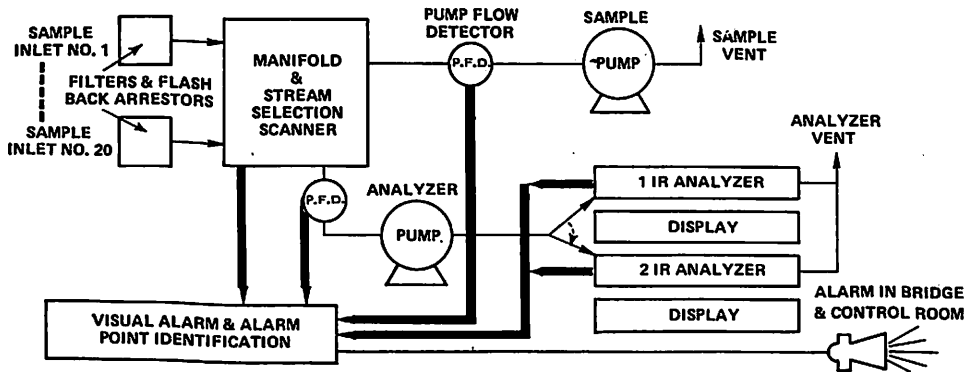 SAMPLE
INLET NO. 1
FILTERS & FLASH
BACK ARRESTORS
SAMPLE
INLET NO. 20
MANIFOLD
&
STREAM
SELECTION
SCANNER
PUMP FLOW
DETECTOR
P.F.D.
SAMPLE
PUMP
SAMPLE
VENT
P.F.D.
ANALYZER
PUMP
ANALYZER
VENT
1 IR ANALYZER
DISPLAY
2 IR ANALYZER
DISPLAY
VISUAL ALARM & ALARM
POINT IDENTIFICATION
ALARM IN BRIDGE
& CONTROL ROOM